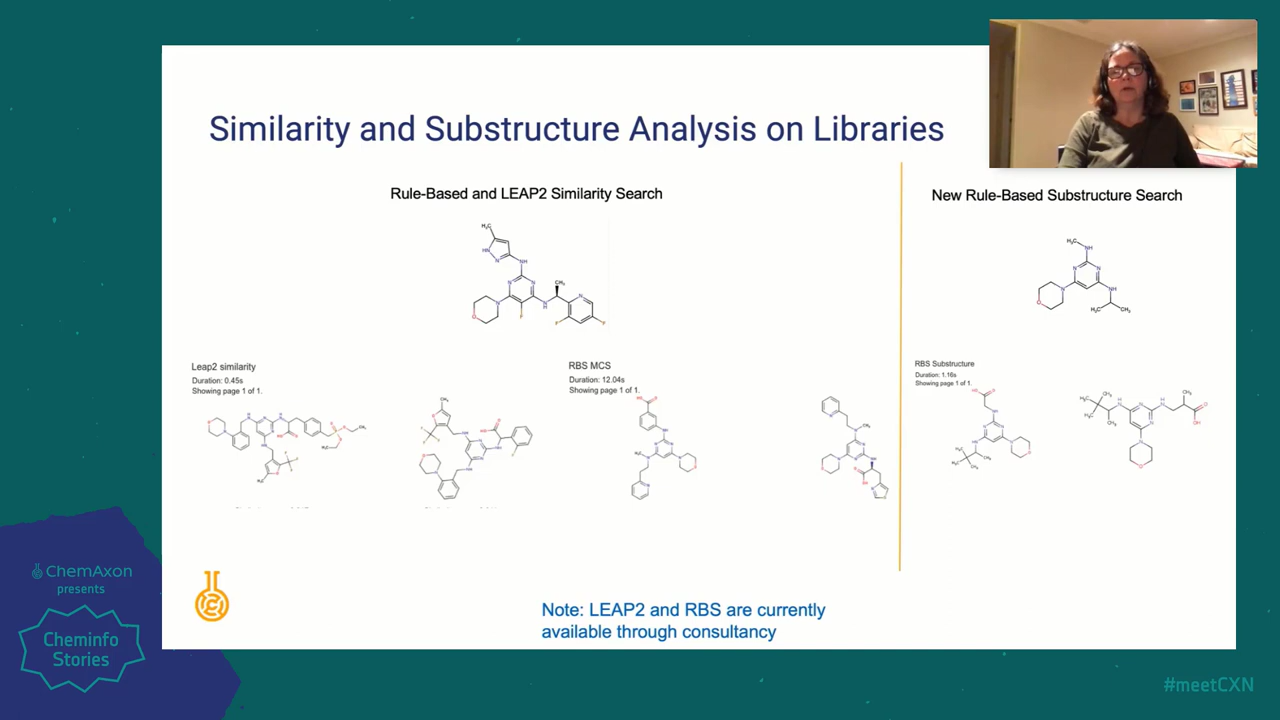 Similarity and Substructure Analysis on Libraries
Rule-Based and LEAP2 Similarity Search
New Rule-Based Substructure Search
Leap2 similarity
Duration: 0.45s
Showing page 1 of 1.
RBS MCS
Duration: 12.04s
Showing page 1 of 1.
RBS Substructure
Duration: 1.16s
Showing page 1 of 1.
Note: LEAP2 and RBS are currently
available through consultancy
ChemAxon
presents
Cheminfo
Stories
#meetCXN